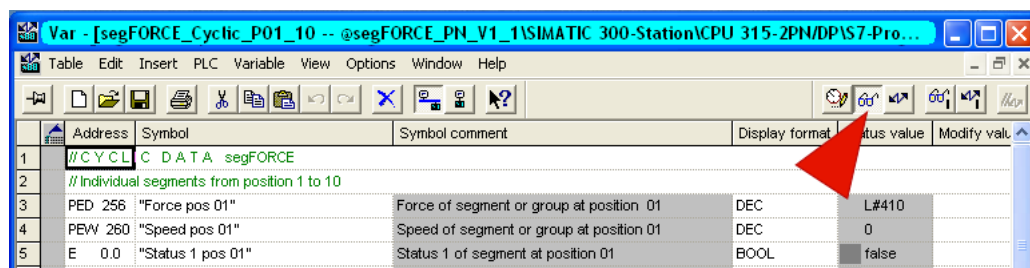 Var - [segFORCE_Cyclic_P01_10 -- @segFORCE_PN_V1_1\SIMATIC 300-Station\CPU 315-2PN/DP\S7-Pro...
Table Edit Insert PLC Variable View Options Window Help
Address Symbol Symbol comment Display format tus value Modify valu
1 //C Y C L I C D A T A segFORCE
2 // Individual segments from position 1 to 10
3 PED 256 "Force pos 01" Force of segment or group at position 01 DEC L#410
4 PEW 260 "Speed pos 01" Speed of segment or group at position 01 DEC 0
5 E 0.0 "Status 1 pos 01" Status 1 of segment at position 01 BOOL false